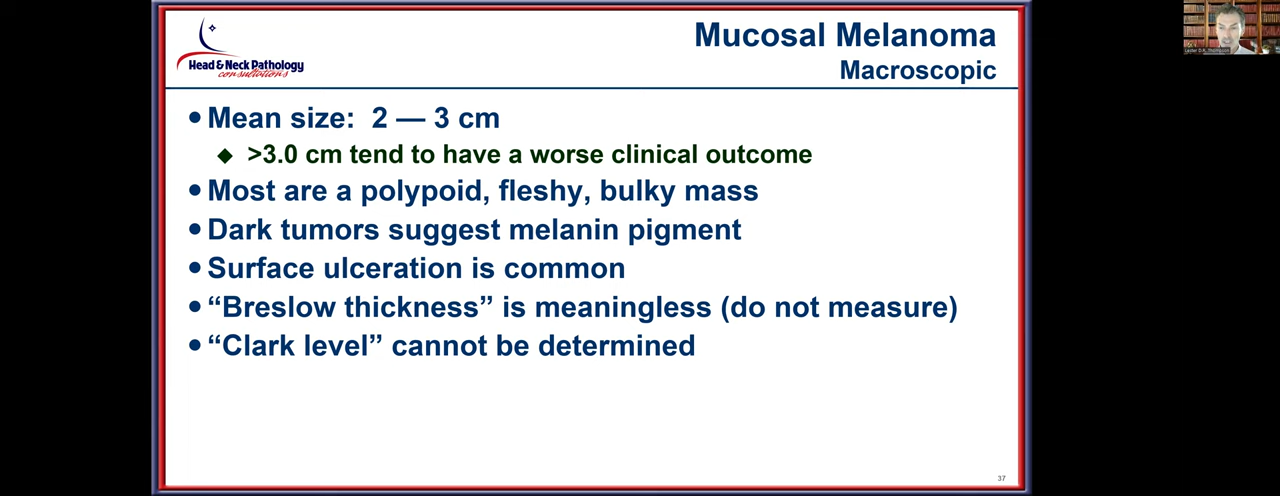 Head & Neck Pathology
consultations
Mucosal Melanoma
Macroscopic
• Mean size: 2 — 3 cm
◆ >3.0 cm tend to have a worse clinical outcome
• Most are a polypoid, fleshy, bulky mass
• Dark tumors suggest melanin pigment
• Surface ulceration is common
• “Breslow thickness” is meaningless (do not measure)
• “Clark level” cannot be determined
37